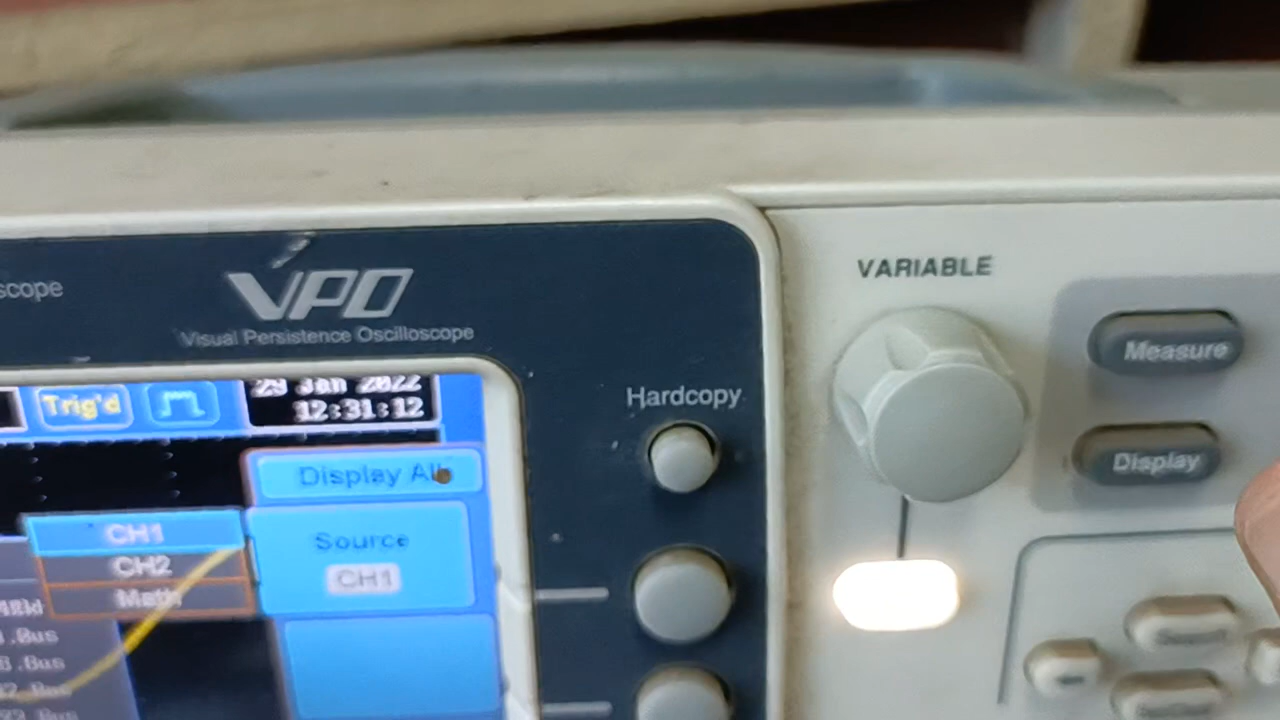 scope
VPO
Visual Persistence Oscilloscope
VARIABLE
Measure
Display
Hardcopy
Trig'd
29 Jan 2022
12:31:12
Display All
Source
CH1
CH1
CH2
Math